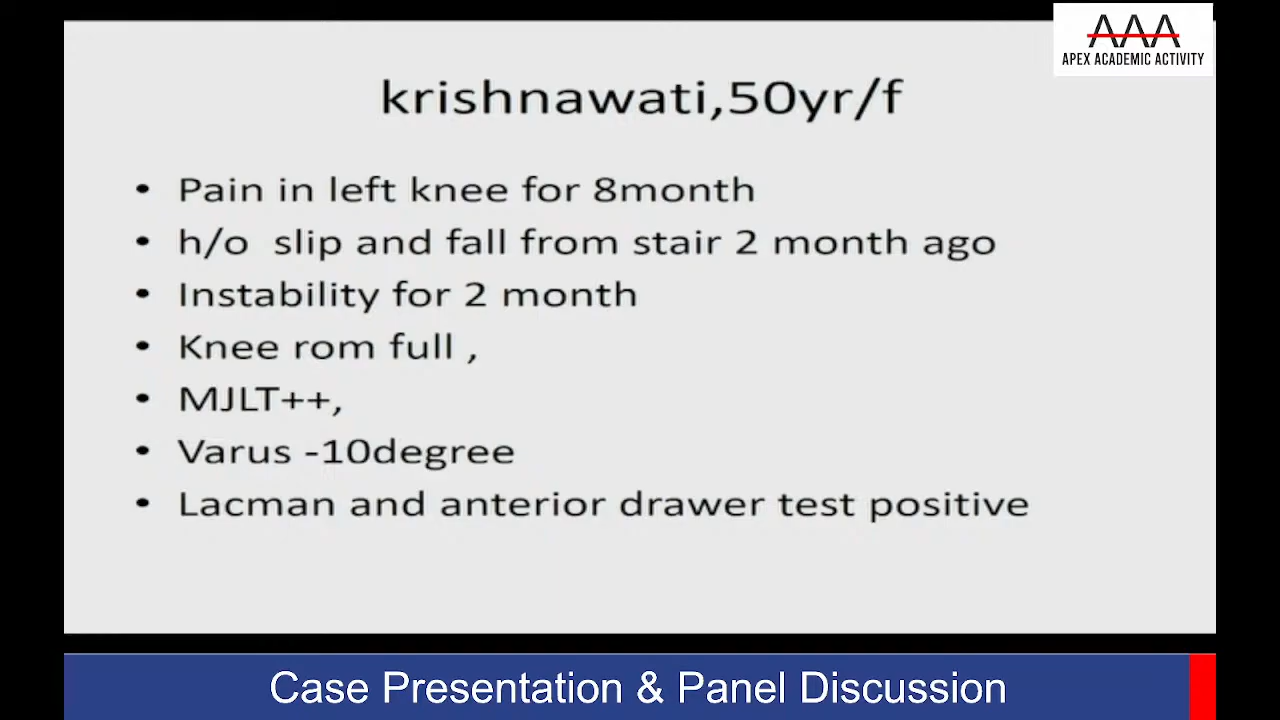 AAA
APEX ACADEMIC ACTIVITY
krishnawati,50yr/f
• Pain in left knee for 8month
• h/o slip and fall from stair 2 month ago
• Instability for 2 month
• Knee rom full ,
• MJLT++,
• Varus -10degree
• Lacman and anterior drawer test positive
Case Presentation & Panel Discussion